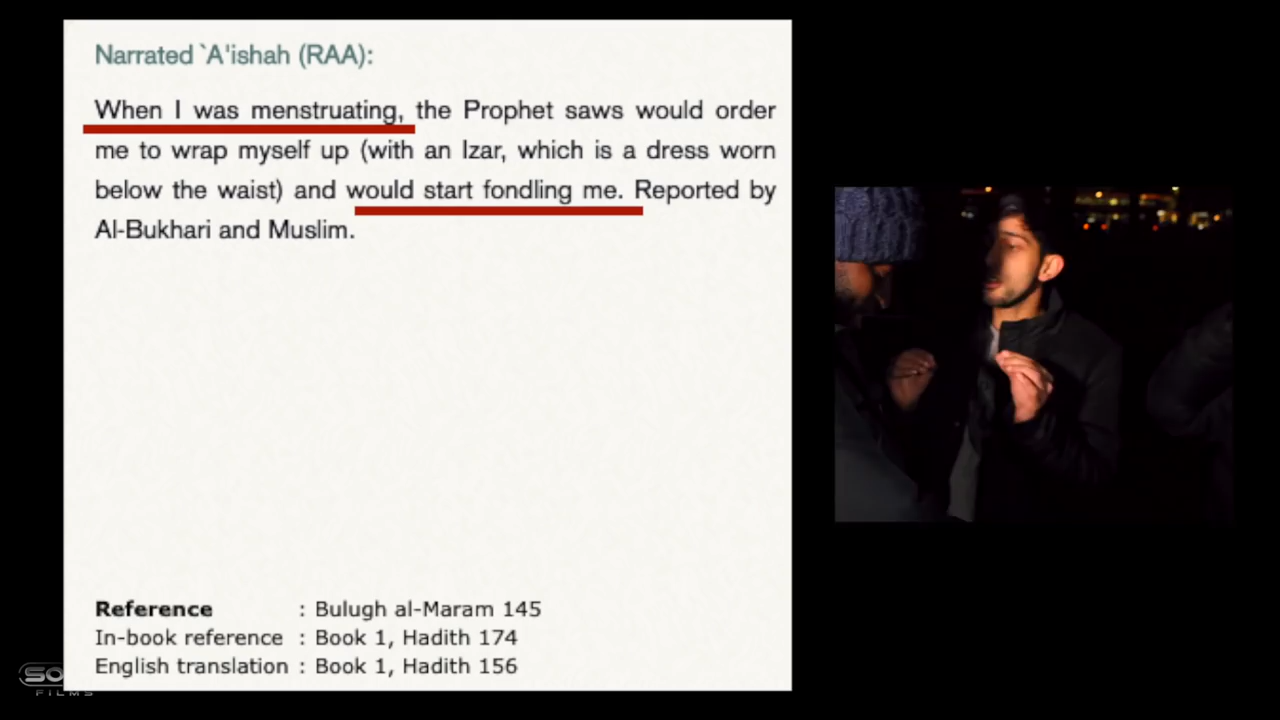 Narrated `A'ishah (RAA):
When I was menstruating, the Prophet saws would order
me to wrap myself up (with an Izar, which is a dress worn
below the waist) and would start fondling me. Reported by
Al-Bukhari and Muslim.
Reference : Bulugh al-Maram 145
In-book reference : Book 1, Hadith 174
English translation : Book 1, Hadith 156
SO
FILMS